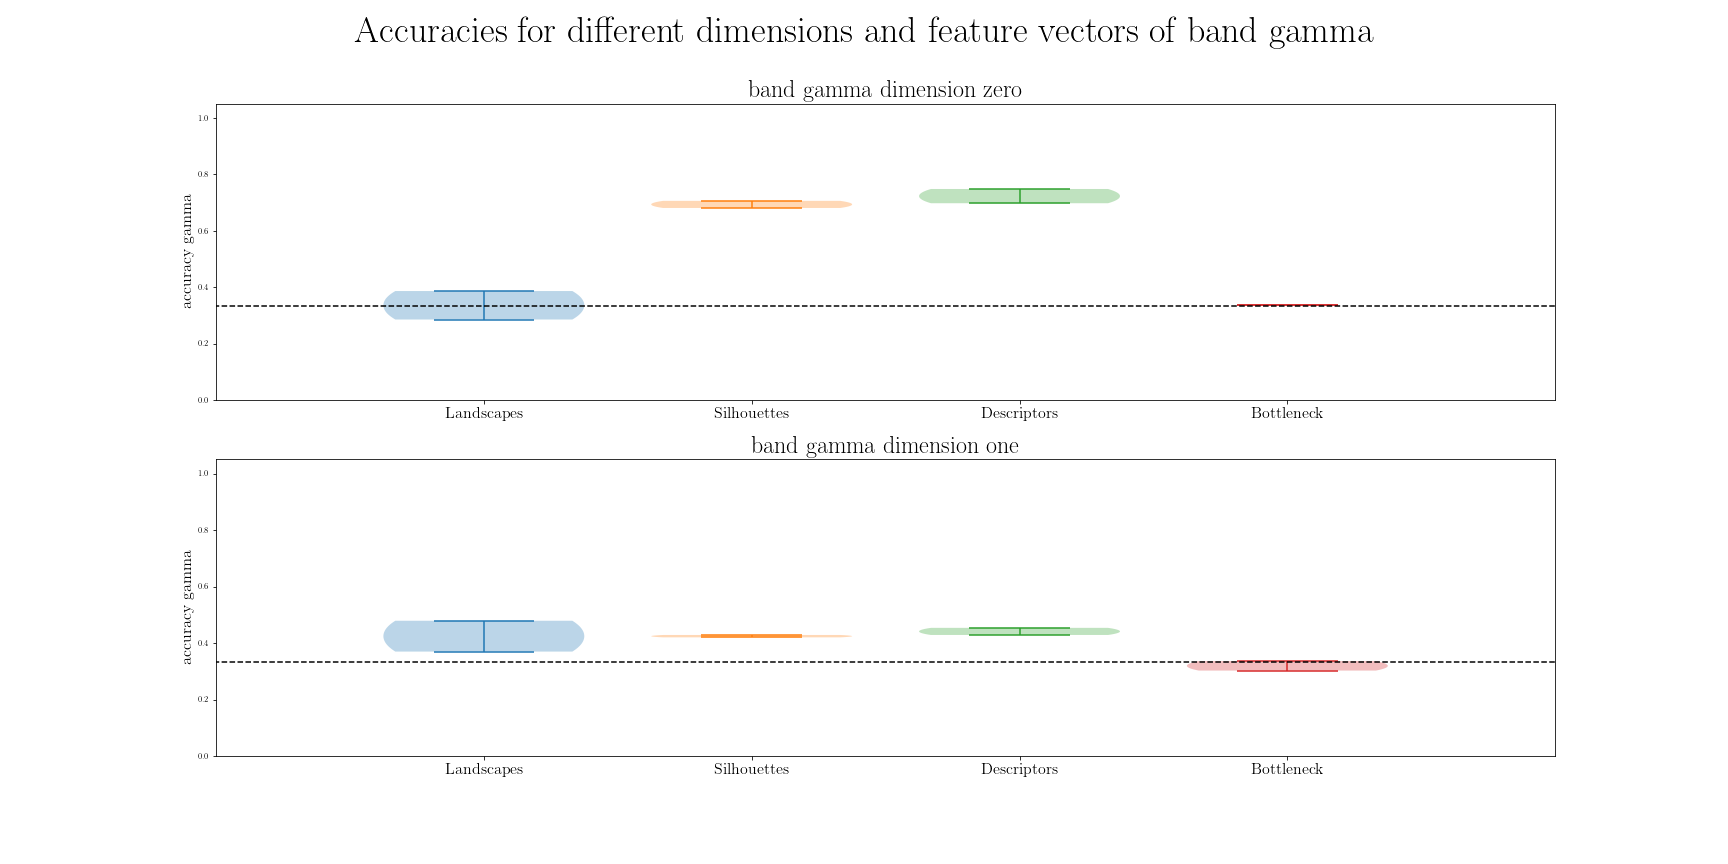 Accuracies for different dimensions and feature vectors of band gamma
band gamma dimension zero
accuracy gamma
1.0
0.8
0.6
0.4
0.2
0.0
Landscapes Silhouettes Descriptors Bottleneck
band gamma dimension one
accuracy gamma
1.0
0.8
0.6
0.4
0.2
0.0
Landscapes Silhouettes Descriptors Bottleneck